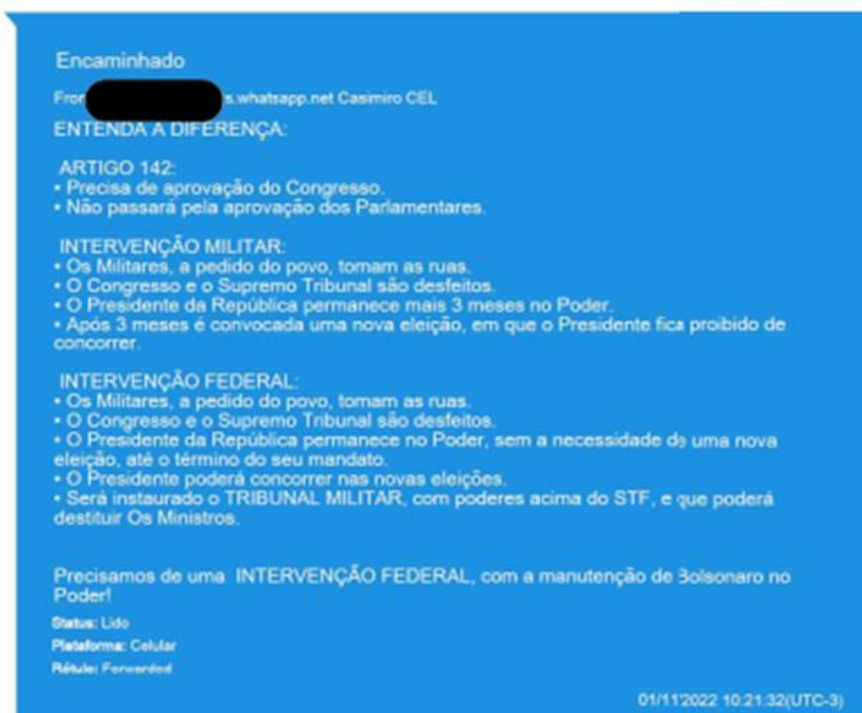 Encaminhado
From s.whatsapp.net Casimiro CEL
ENTENDA A DIFERENÇA:
ARTIGO 142:
• Precisa de aprovação do Congresso.
• Não passará pela aprovação dos Parlamentares.
INTERVENÇÃO MILITAR:
• Os Militares, a pedido do povo, tomam as ruas.
• O Congresso e o Supremo Tribunal são desfeitos.
• O Presidente da República permanece mais 3 meses no Poder.
• Após 3 meses é convocada uma nova eleição, em que o Presidente fica proibido de
concorrer.
INTERVENÇÃO FEDERAL:
• Os Militares, a pedido do povo, tomam as ruas.
• O Congresso e o Supremo Tribunal são desfeitos.
• O Presidente da República permanece no Poder, sem a necessidade de uma nova
eleição, até o término do seu mandato.
• O Presidente poderá concorrer nas novas eleições.
• Será instaurado o TRIBUNAL MILITAR, com poderes acima do STF, e que poderá
destituir Os Ministros.
Precisamos de uma INTERVENÇÃO FEDERAL, com a manutenção de Bolsonaro no
Poder!
Status: Lido
Plataforma: Celular
Rótulo: Forwarded
01/11/2022 10:21:32(UTC-3)